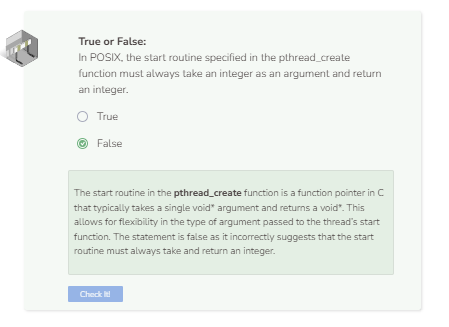 True or False:
In POSIX, the start routine specified in the pthread_create
function must always take an integer as an argument and return
an integer.
True
False
The start routine in the pthread_create function is a function pointer in C
that typically takes a single void* argument and returns a void*. This
allows for flexibility in the type of argument passed to the thread's start
function. The statement is false as it incorrectly suggests that the start
routine must always take and return an integer.
Check It!